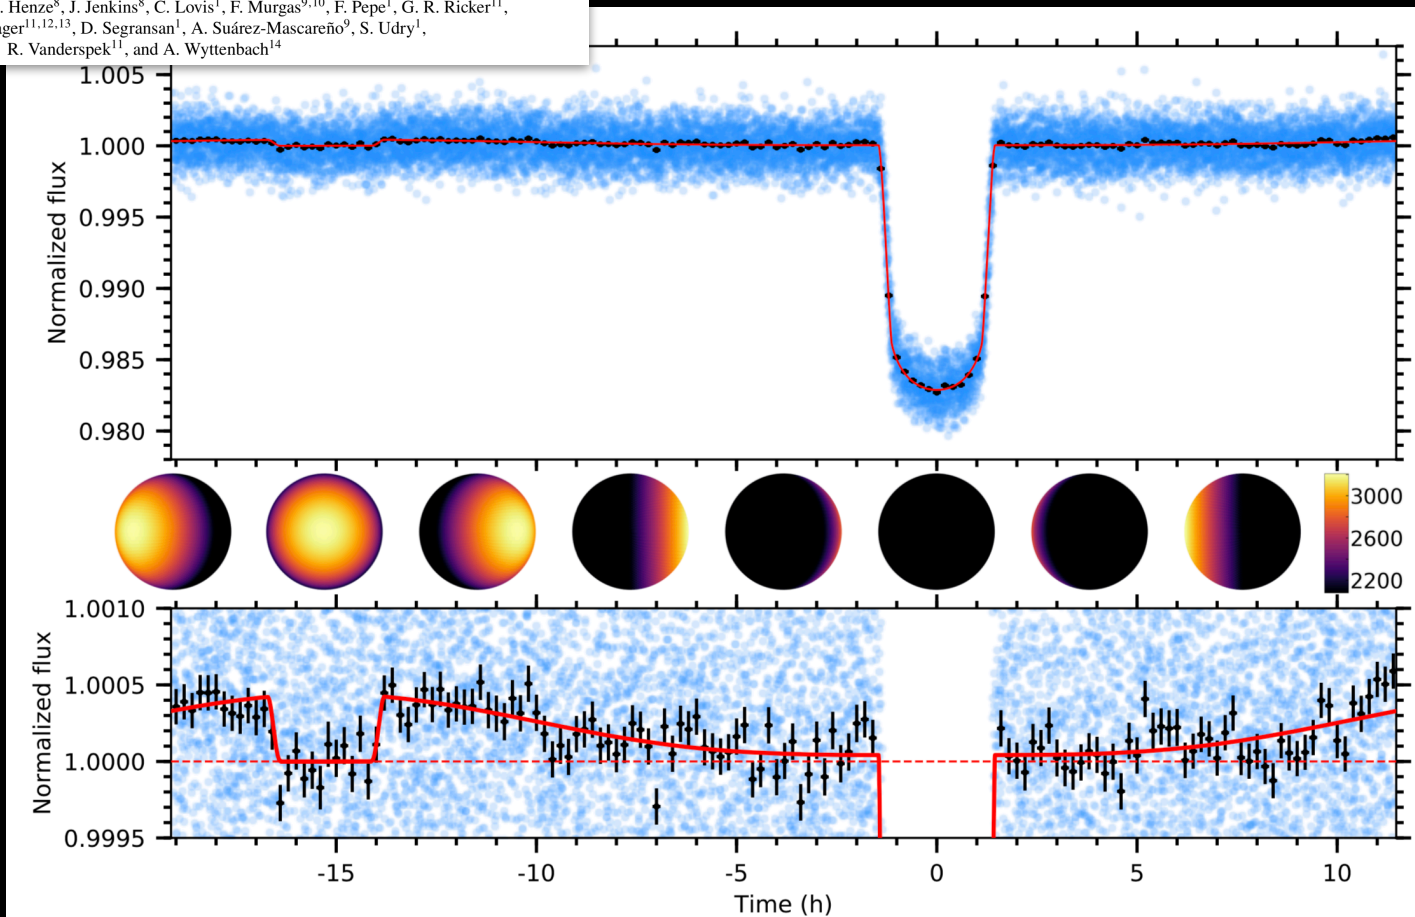 . Henze⁸, J. Jenkins⁸, C. Lovis¹, F. Murgas⁹,¹⁰, F. Pepe¹, G. R. Ricker¹¹,
ager¹¹,¹²,¹³, D. Segransan¹, A. Suárez-Mascareño⁹, S. Udry¹,
R. Vanderspek¹¹, and A. Wyttenbach¹⁴
1.005
1.000
0.995
0.990
0.985
0.980
Normalized flux
3000
2600
2200
1.0010
1.0005
1.0000
0.9995
Normalized flux
-15 -10 -5 0 5 10
Time (h)